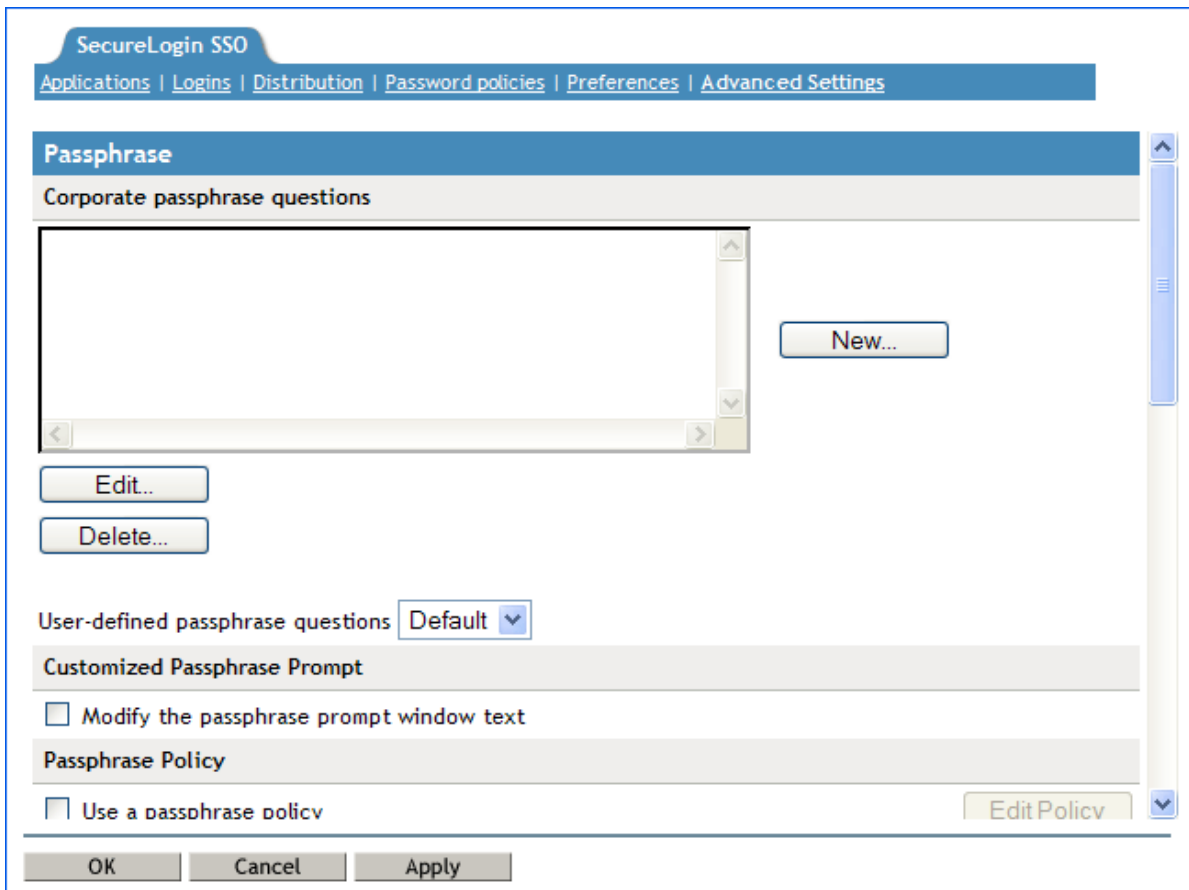 SecureLogin SSO
Applications | Logins | Distribution | Password policies | Preferences | Advanced Settings
Passphrase
Corporate passphrase questions
New...
Edit...
Delete...
User-defined passphrase questions Default
Customized Passphrase Prompt
Modify the passphrase prompt window text
Passphrase Policy
Use a passphrase policy Edit Policy
OK Cancel Apply